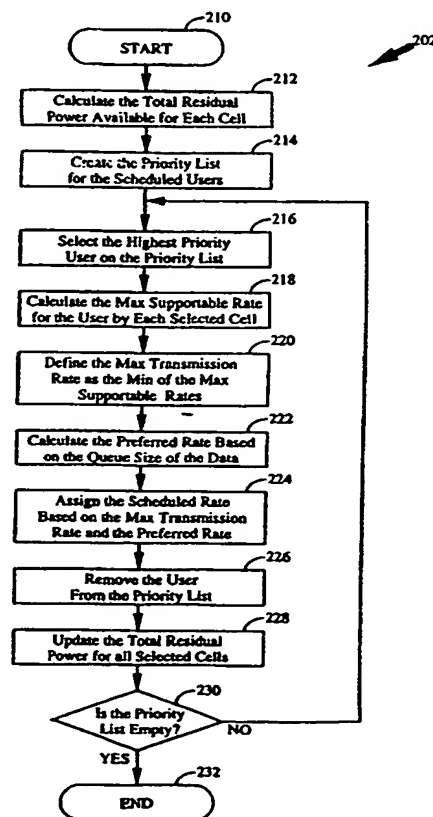 210
START
202
212
Calculate the Total Residual
Power Available for Each Cell
214
Create the Priority List
for the Scheduled Users
216
Select the Highest Priority
User on the Priority List
218
Calculate the Max Supportable Rate
for the User by Each Selected Cell
220
Define the Max Transmission
Rate as the Min of the Max
Supportable Rates
222
Calculate the Preferred Rate Based
on the Queue Size of the Data
224
Assign the Scheduled Rate
Based on the Max Transmission
Rate and the Preferred Rate
226
Remove the User
From the Priority List
228
Update the Total Residual
Power for all Selected Cells
230
Is the Priority
List Empty?
NO
YES
232
END